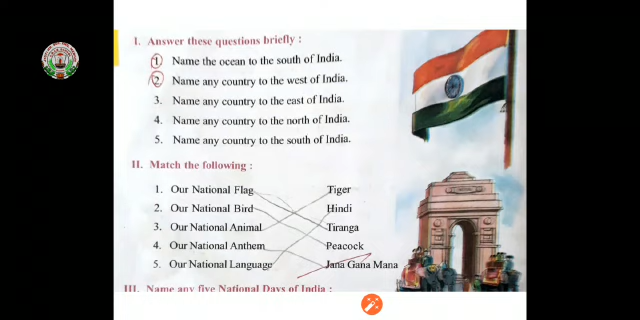 I. Answer these questions briefly :
1. Name the ocean to the south of India.
2. Name any country to the west of India.
3. Name any country to the east of India.
4. Name any country to the north of India.
5. Name any country to the south of India.
II. Match the following :
1. Our National Flag Tiger
2. Our National Bird Hindi
3. Our National Animal Tiranga
4. Our National Anthem Peacock
5. Our National Language Jana Gana Mana
III. Name any five National Days of India :